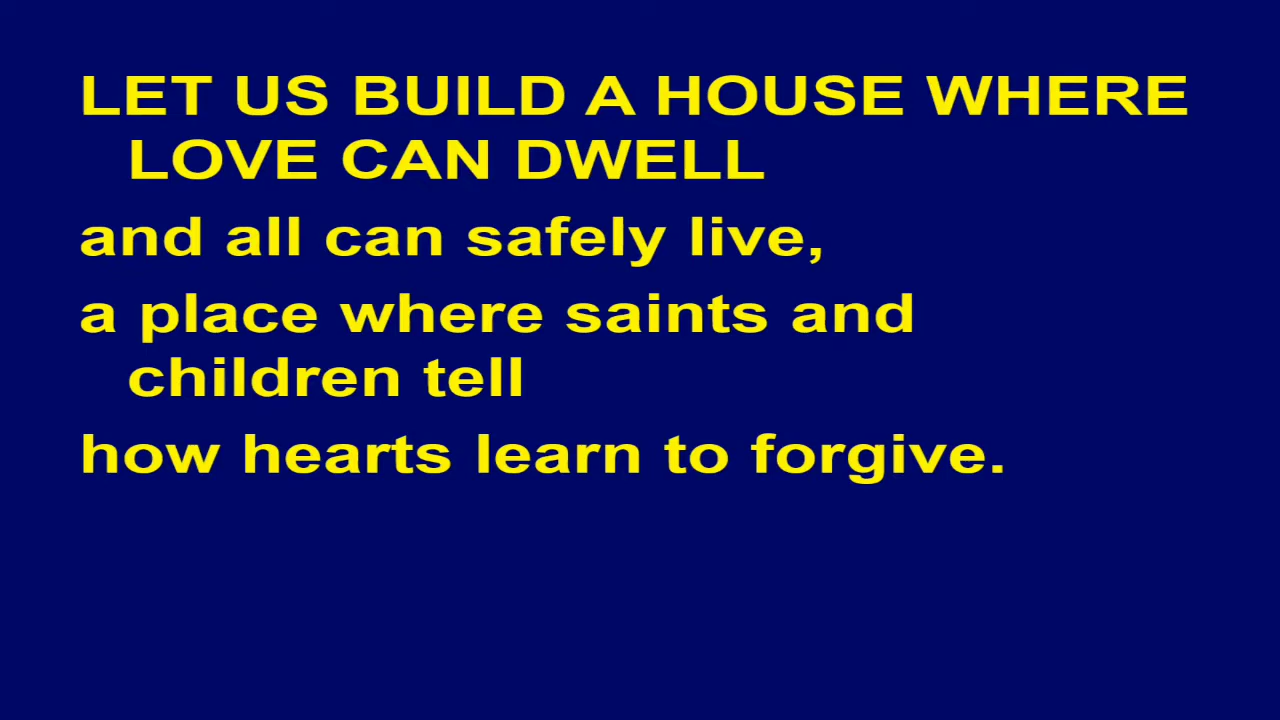 LET US BUILD A HOUSE WHERE
LOVE CAN DWELL
and all can safely live,
a place where saints and
children tell
how hearts learn to forgive.